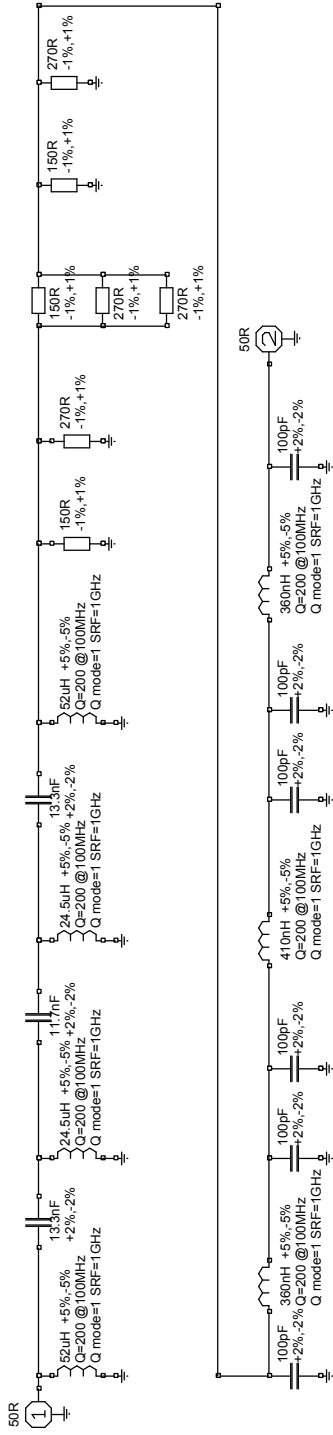 50R
1
52uH +5%,-5%
Q=200 @100MHz
Q mode=1 SRF=1GHz
13.3nF
+2%,-2%
24.5uH +5%,-5%
Q=200 @100MHz
Q mode=1 SRF=1GHz
11.7nF
+2%,-2%
24.5uH +5%,-5%
Q=200 @100MHz
Q mode=1 SRF=1GHz
13.3nF
+2%,-2%
52uH +5%,-5%
Q=200 @100MHz
Q mode=1 SRF=1GHz
150R
-1%,+1%
270R
-1%,+1%
150R
-1%,+1%
270R
-1%,+1%
270R
-1%,+1%
150R
-1%,+1%
270R
-1%,+1%
100pF
+2%,-2%
360nH +5%,-5%
Q=200 @100MHz
Q mode=1 SRF=1GHz
100pF
+2%,-2%
100pF
+2%,-2%
410nH +5%,-5%
Q=200 @100MHz
Q mode=1 SRF=1GHz
100pF
+2%,-2%
100pF
+2%,-2%
360nH +5%,-5%
Q=200 @100MHz
Q mode=1 SRF=1GHz
100pF
+2%,-2%
50R
2